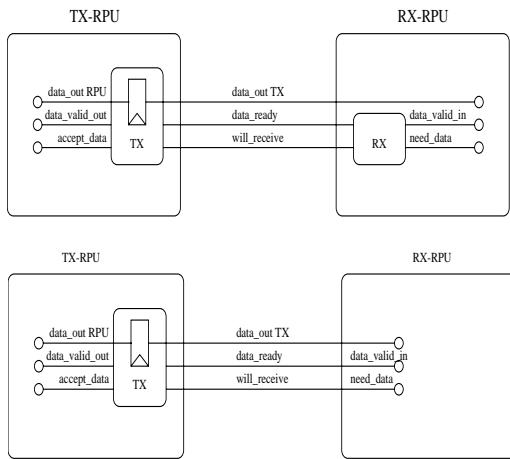 TX-RPU RX-RPU
data_out RPU data_out TX
data_valid_out data_ready data_valid_in
accept_data TX will_receive RX need_data
TX-RPU RX-RPU
data_out RPU data_out TX
data_valid_out data_ready data_valid_in
accept_data TX will_receive need_data